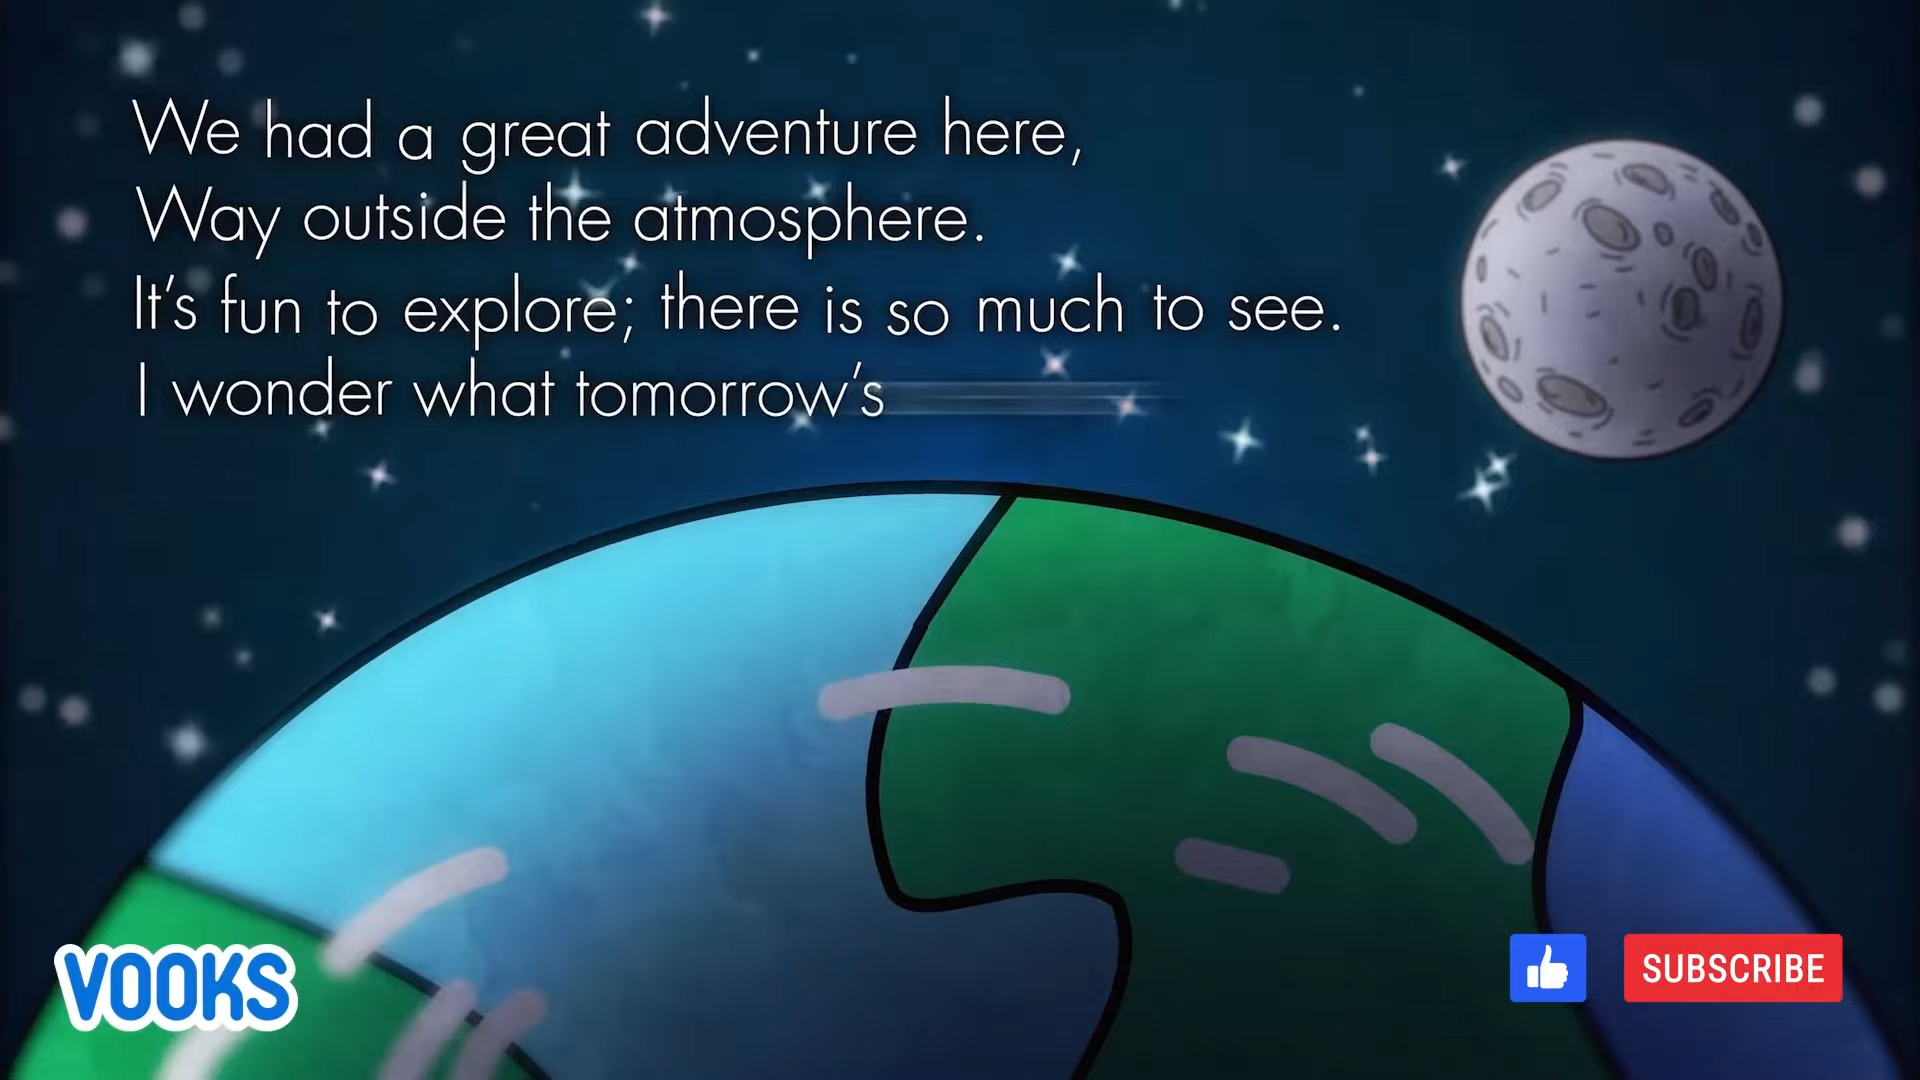 We had a great adventure here,
Way outside the atmosphere.
It's fun to explore; there is so much to see.
I wonder what tomorrow's
VOOKS
SUBSCRIBE